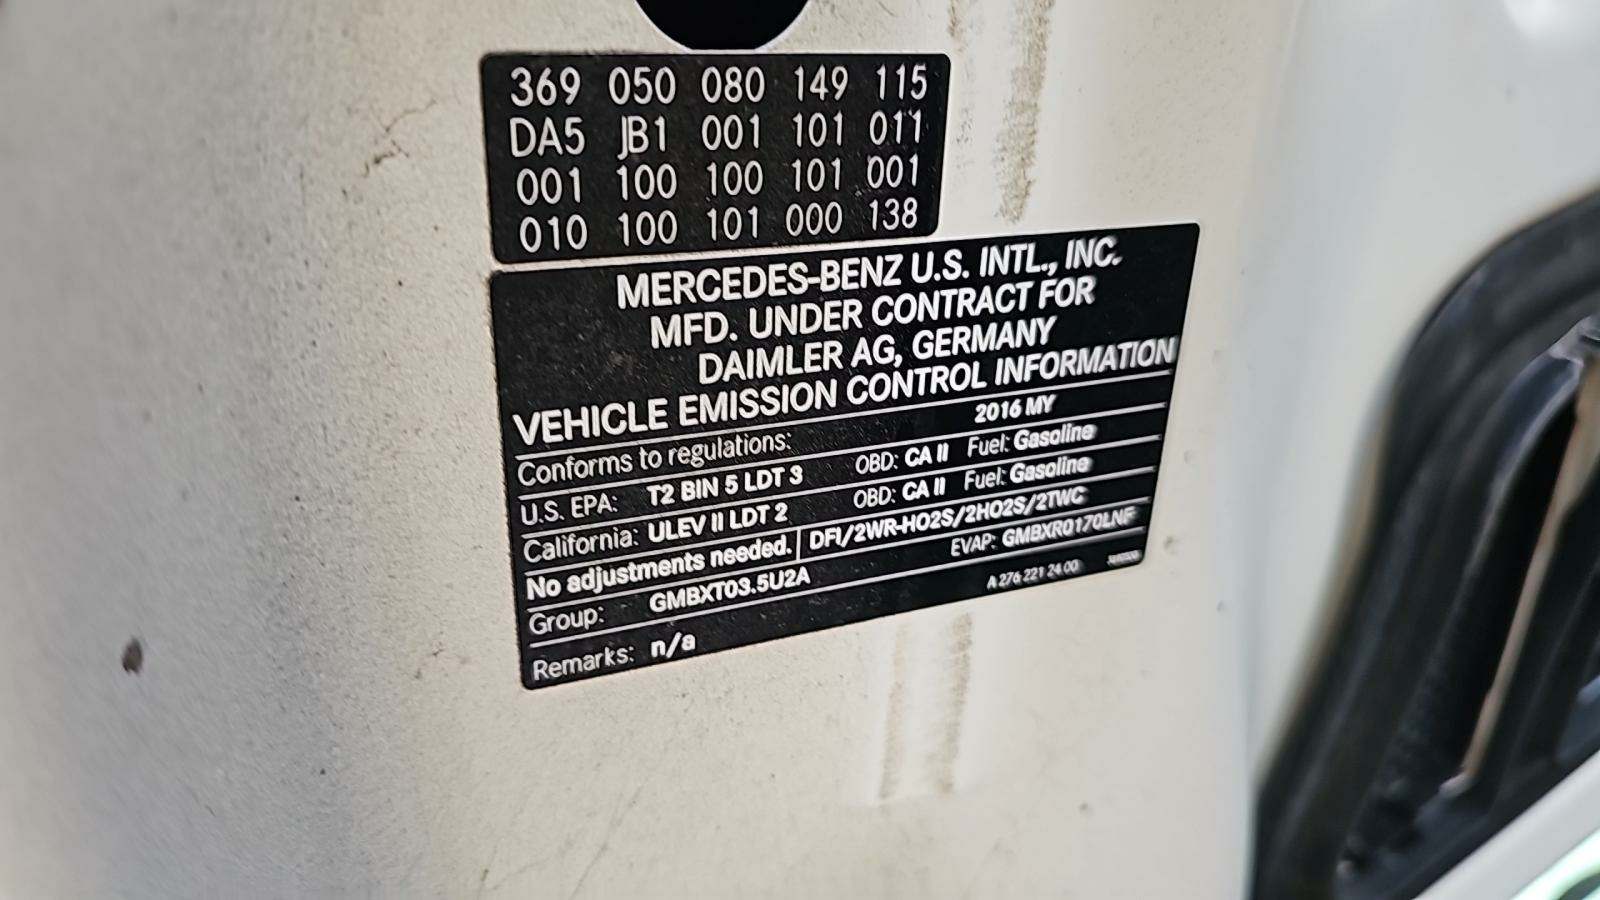 369 050 080 149 115
DA5 JB1 001 101 011
001 100 100 101 001
010 100 101 000 138
MERCEDES-BENZ U.S. INTL., INC.
MFD. UNDER CONTRACT FOR
DAIMLER AG, GERMANY
VEHICLE EMISSION CONTROL INFORMATION
Conforms to regulations: 2016 MY
U.S. EPA: T2 BIN 5 LDT 3 OBD: CA II Fuel: Gasoline
California: ULEV II LDT 2 OBD: CA II Fuel: Gasoline
No adjustments needed. DFI/2WR-HO2S/2HO2S/2TWC
Group: GMBXT03.5U2A EVAP: GMBXR0170LNF
Remarks: n/a A 276 221 24 00